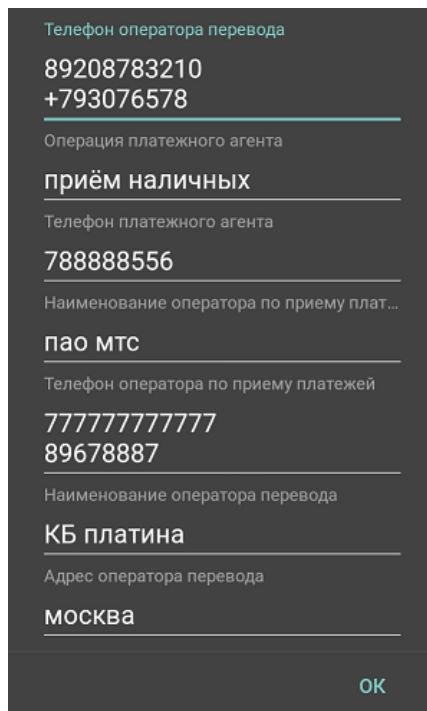 Телефон оператора перевода
89208783210
+793076578
Операция платежного агента
приём наличных
Телефон платежного агента
788888556
Наименование оператора по приему плат...
пао мтс
Телефон оператора по приему платежей
777777777777
89678887
Наименование оператора перевода
КБ платина
Адрес оператора перевода
москва
ОК